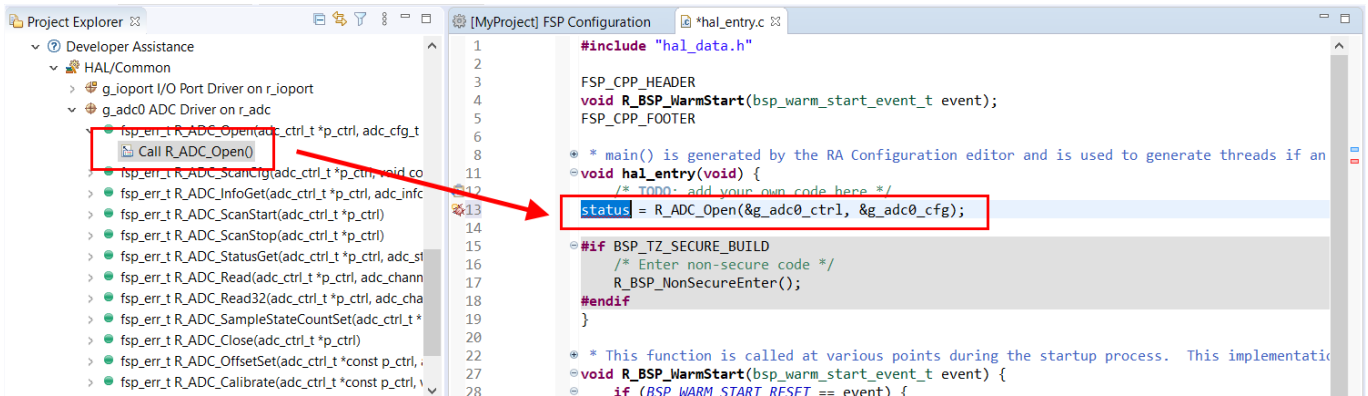 Project Explorer
Developer Assistance
HAL/Common
g_ioport I/O Port Driver on r_ioport
g_adc0 ADC Driver on r_adc
fsp_err_t R_ADC_Open(adc_ctrl_t *p_ctrl, adc_cfg_t
Call R_ADC_Open()
fsp_err_t R_ADC_ScanCfg(adc_ctrl_t *p_ctrl, void co
fsp_err_t R_ADC_InfoGet(adc_ctrl_t *p_ctrl, adc_info
fsp_err_t R_ADC_ScanStart(adc_ctrl_t *p_ctrl)
fsp_err_t R_ADC_ScanStop(adc_ctrl_t *p_ctrl)
fsp_err_t R_ADC_StatusGet(adc_ctrl_t *p_ctrl, adc_st
fsp_err_t R_ADC_Read(adc_ctrl_t *p_ctrl, adc_chann
fsp_err_t R_ADC_Read32(adc_ctrl_t *p_ctrl, adc_cha
fsp_err_t R_ADC_SampleStateCountSet(adc_ctrl_t *
fsp_err_t R_ADC_Close(adc_ctrl_t *p_ctrl)
fsp_err_t R_ADC_OffsetSet(adc_ctrl_t *const p_ctrl, a
fsp_err_t R_ADC_Calibrate(adc_ctrl_t *const p_ctrl, v
[MyProject] FSP Configuration
*hal_entry.c
1 #include "hal_data.h"
2
3 FSP_CPP_HEADER
4 void R_BSP_WarmStart(bsp_warm_start_event_t event);
5 FSP_CPP_FOOTER
6
8 * main() is generated by the RA Configuration editor and is used to generate threads if an
11 void hal_entry(void) {
12 /* TODO: add your own code here */
13 status = R_ADC_Open(&g_adc0_ctrl, &g_adc0_cfg);
14
15 #if BSP_TZ_SECURE_BUILD
16 /* Enter non-secure code */
17 R_BSP_NonSecureEnter();
18 #endif
19 }
20
22 * This function is called at various points during the startup process. This implementatio
27 void R_BSP_WarmStart(bsp_warm_start_event_t event) {
28 if (BSP_WARM_START_RESET == event) {